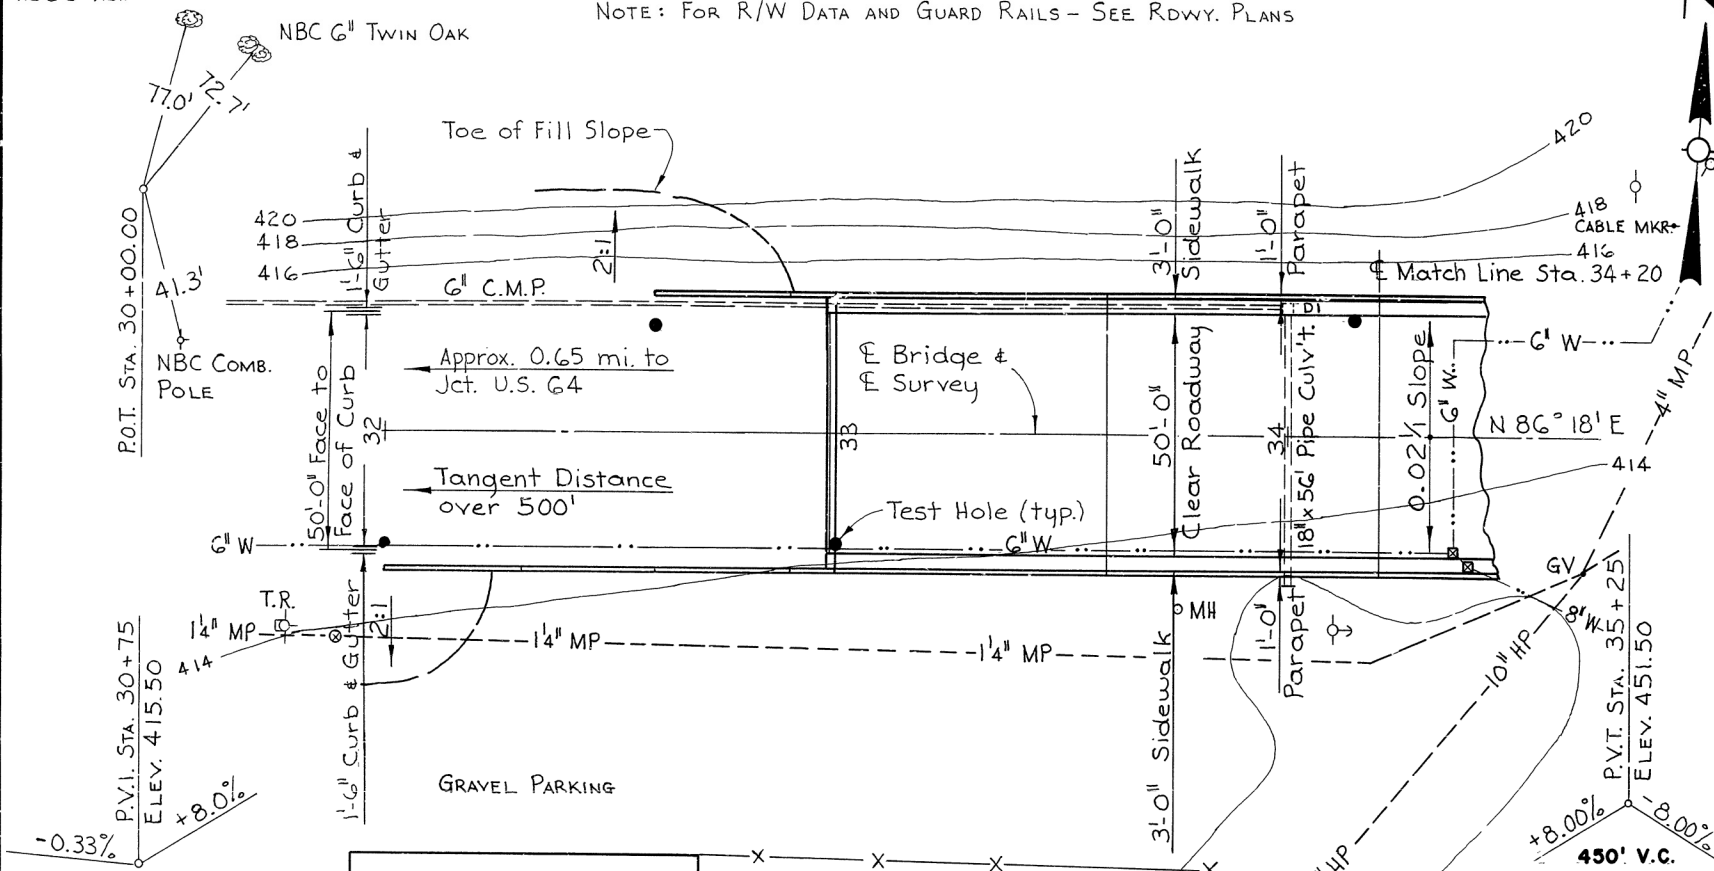 NOTE: FOR R/W DATA AND GUARD RAILS - SEE RDWY. PLANS
NBC 6" TWIN OAK
77.0'
72.7'
41.3'
P.O.T. STA. 30+00.00
NBC COMB.
POLE
Toe of Fill Slope
420
418
416
1'-6" Curb &
Gutter
2:1
6" C.M.P.
3'-0"
Sidewalk
1'-0"
Parapet
420
418
CABLE MKR.
416
℄ Match Line Sta. 34+20
DI
6" W
4" MP
Approx. 0.65 mi. to
Jct. U.S. 64
℄ Bridge &
℄ Survey
50'-0" Face to
Face of Curb
32
33
34
50'-0"
Clear Roadway
18" x 56' Pipe Culv't.
0.02 1/1 Slope
6" W.
N 86° 18' E
414
Tangent Distance
over 500'
Test Hole (typ.)
6" W
6" W
GV
8" W
T.R.
1¼" MP
414
2:1
1¼" MP
1¼" MP
MH
1'-0"
Parapet
10" HP
P.V.I. STA. 30+75
ELEV. 415.50
-0.33%
+8.0%
1'-6" Curb & Gutter
GRAVEL PARKING
3'-0" Sidewalk
X X X X
P.V.T. STA. 35+25
ELEV. 451.50
+8.00%
-8.00%
450' V.C.